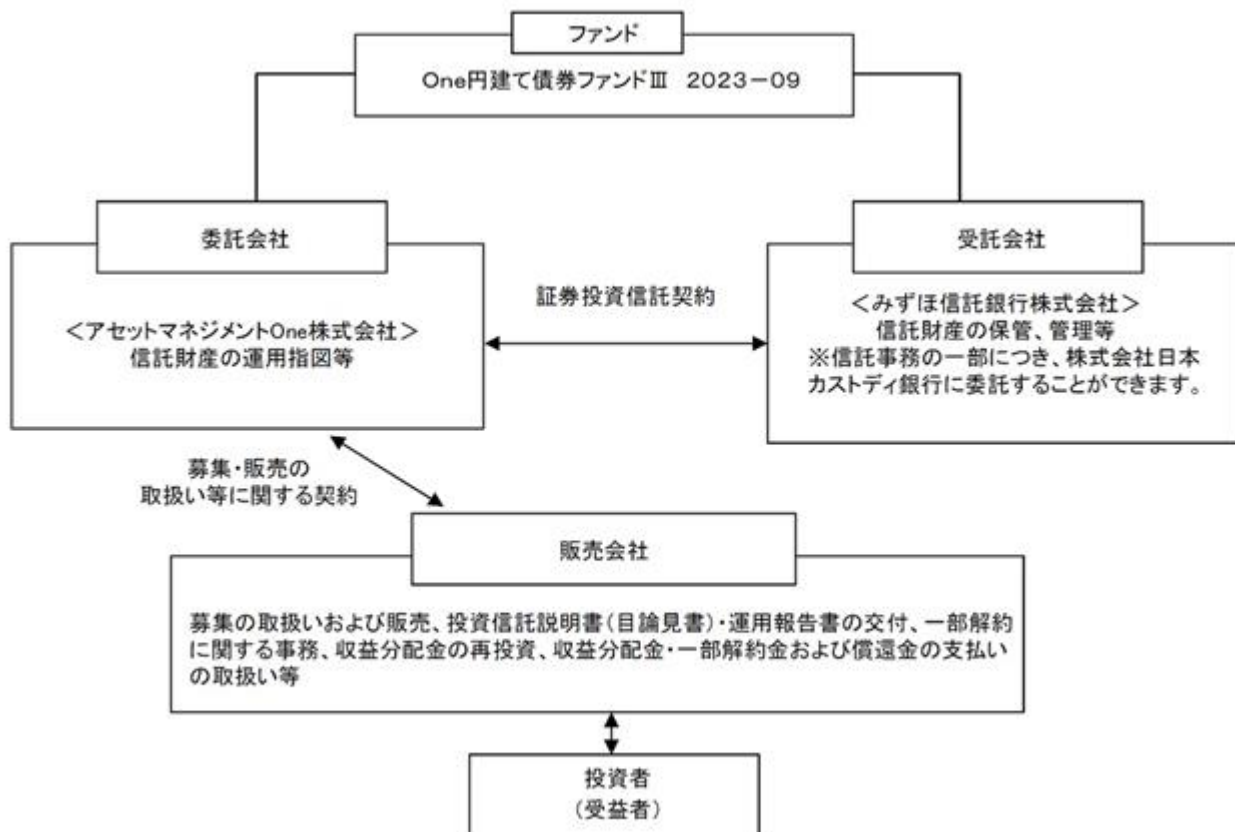 ファンド
One円建て債券ファンドⅢ 2023－09
委託会社
＜アセットマネジメントOne株式会社＞
信託財産の運用指図等
証券投資信託契約
受託会社
＜みずほ信託銀行株式会社＞
信託財産の保管、管理等
※信託事務の一部につき、株式会社日本
カストディ銀行に委託することができます。
募集・販売の
取扱い等に関する契約
販売会社
募集の取扱いおよび販売、投資信託説明書（目論見書）・運用報告書の交付、一部解約
に関する事務、収益分配金の再投資、収益分配金・一部解約金および償還金の支払い
の取扱い等
投資者
（受益者）